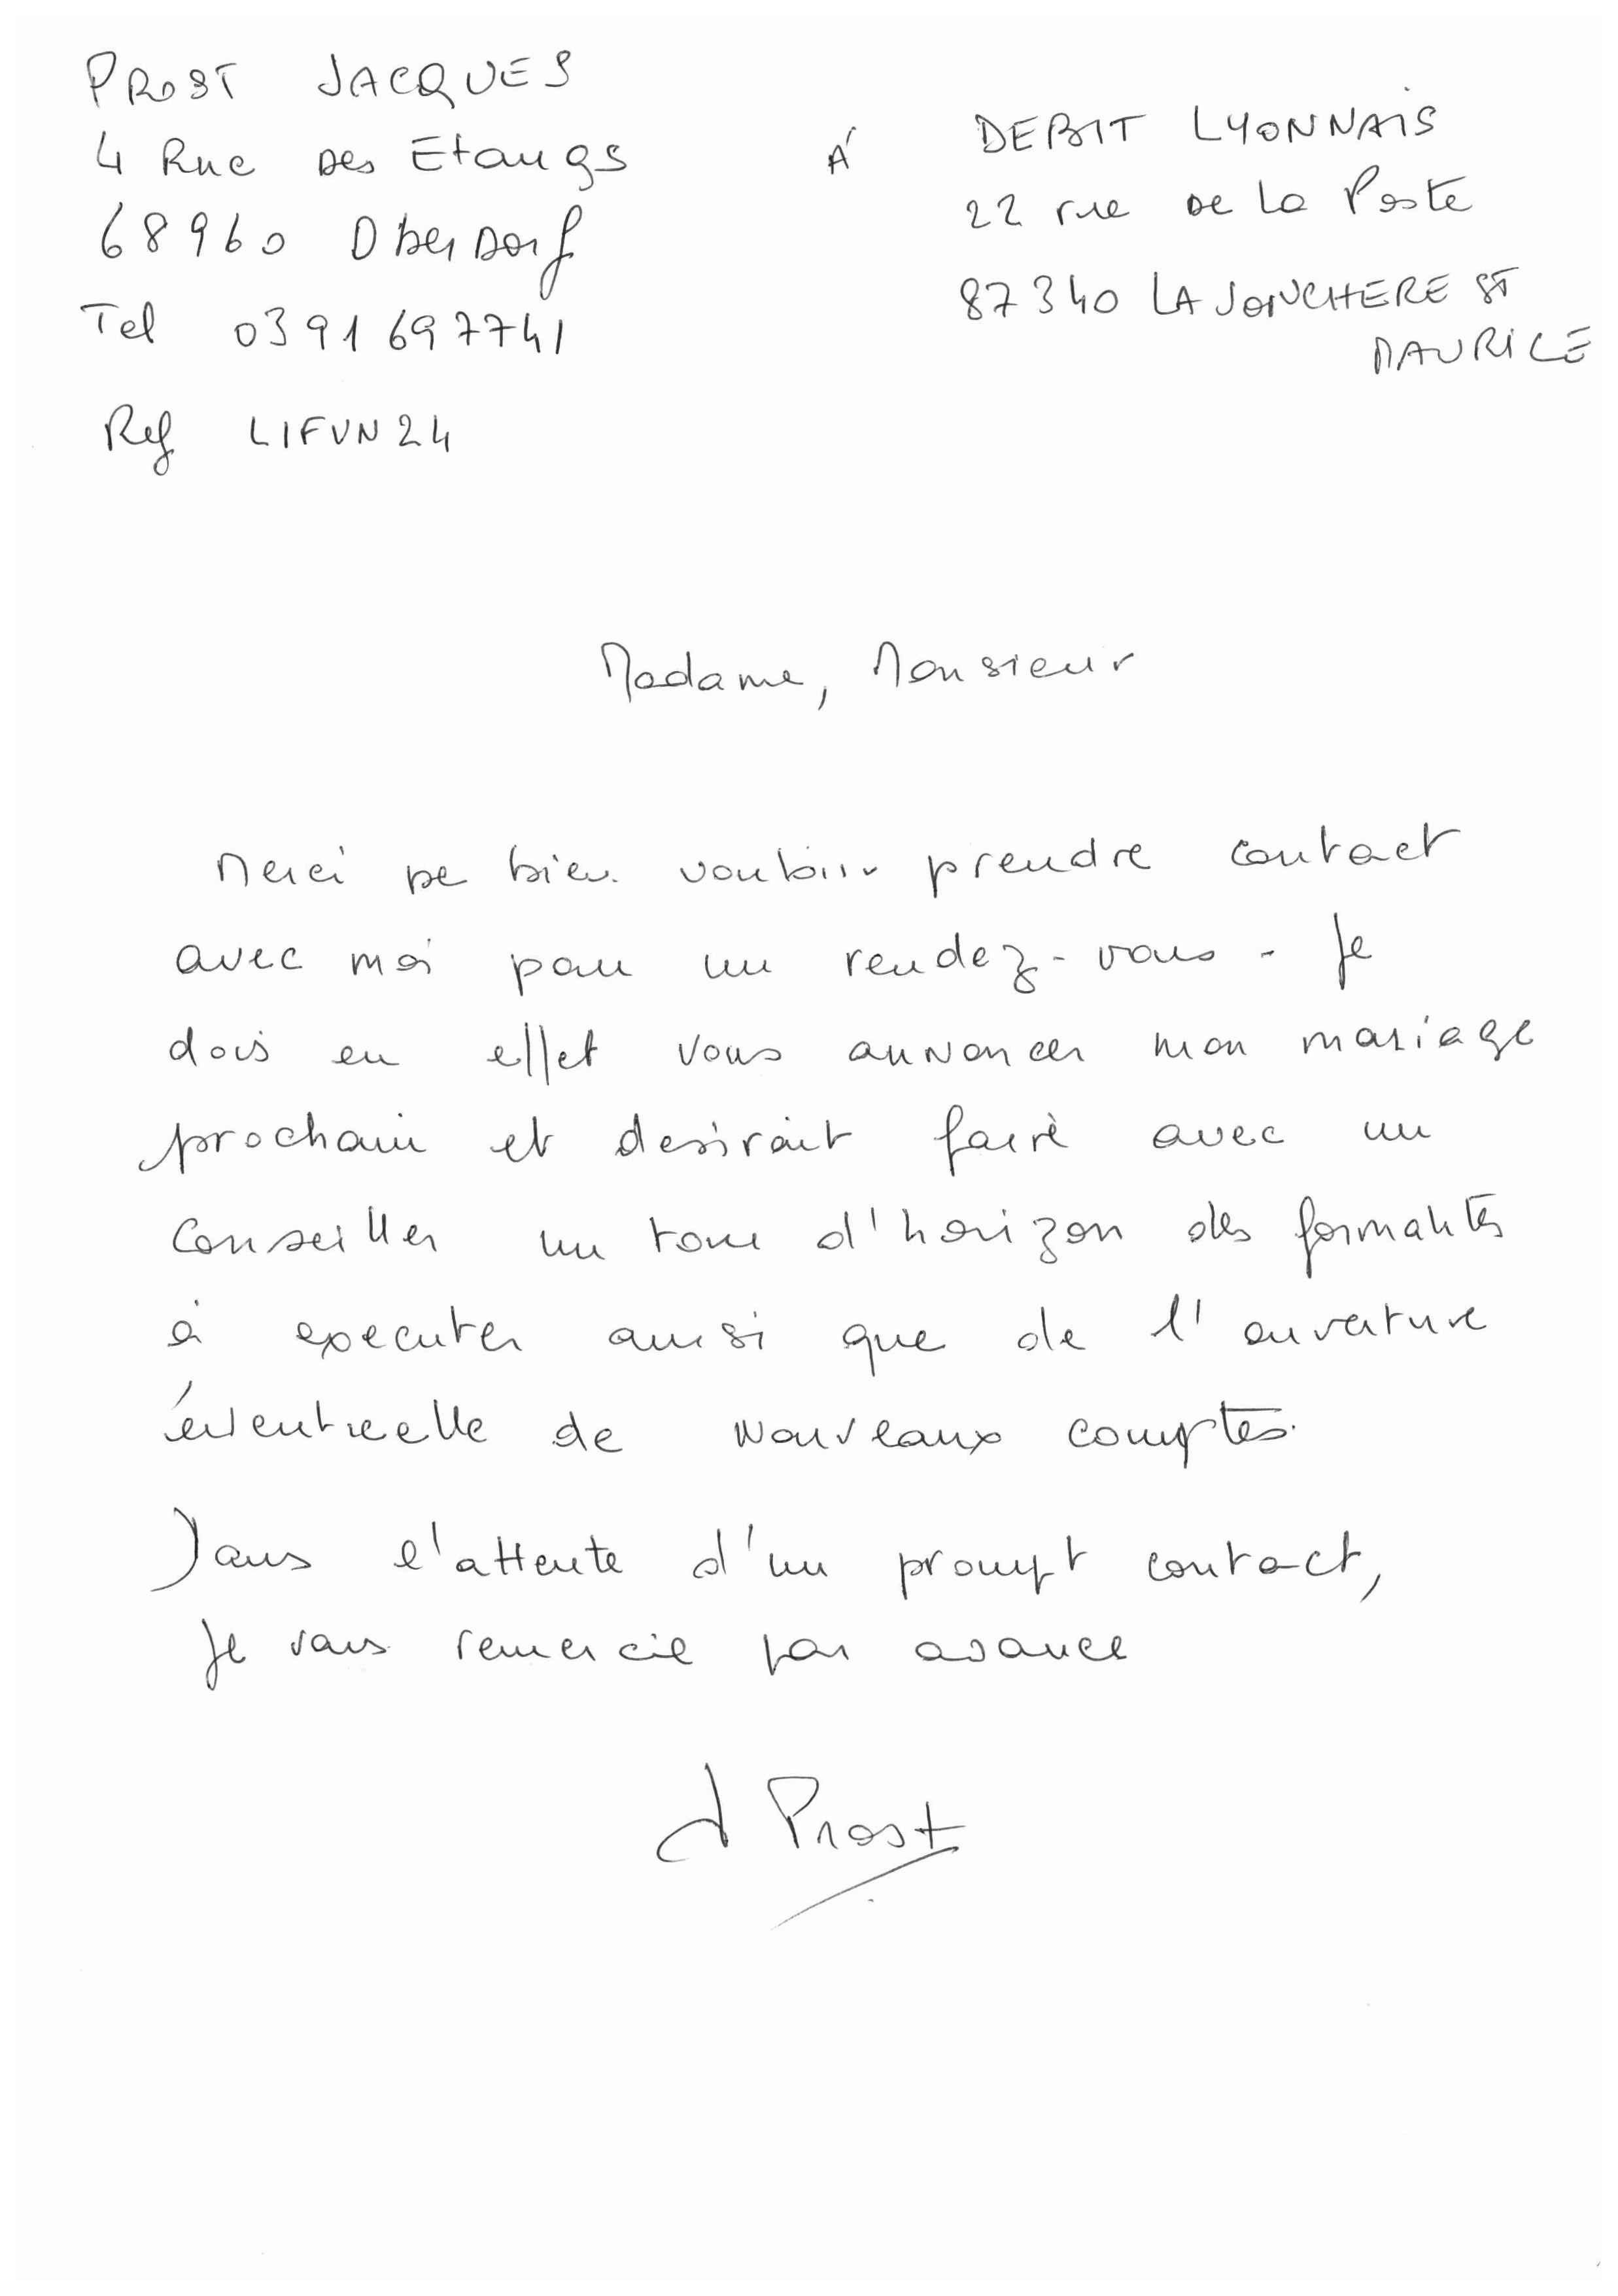 PROST JACQUES
4 Rue Des Etangs
68960 OberDorf
Tel 0391697741
Ref LIFUN24
À DEBIT LYONNAIS
22 rue De La Poste
87340 LA JONCHERE ST
MAURICE
Madame, Monsieur
Merci de bien vouloir prendre contact
avec moi pour un rendez-vous. Je
dois en effet vous annoncer mon mariage
prochain et desirait faire avec un
Conseiller un tour d'horizon des formalités
à executer ainsi que de l'ouverture
éventuelle de nouveaux comptes.
Dans l'attente d'un prompt contact,
Je vous remercie par avance
J Prost